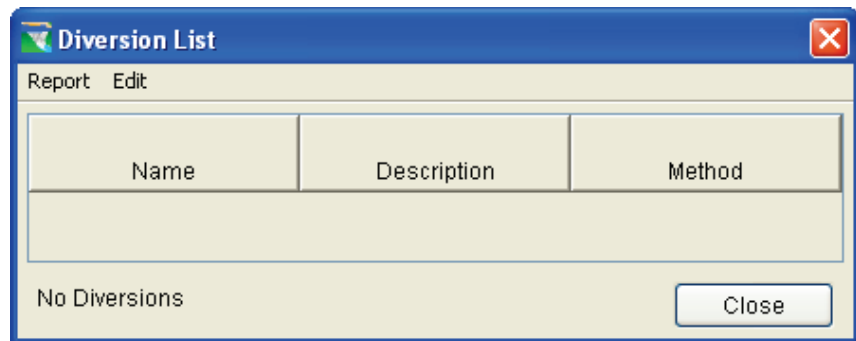 Diversion List
Report Edit
Name Description Method
No Diversions
Close